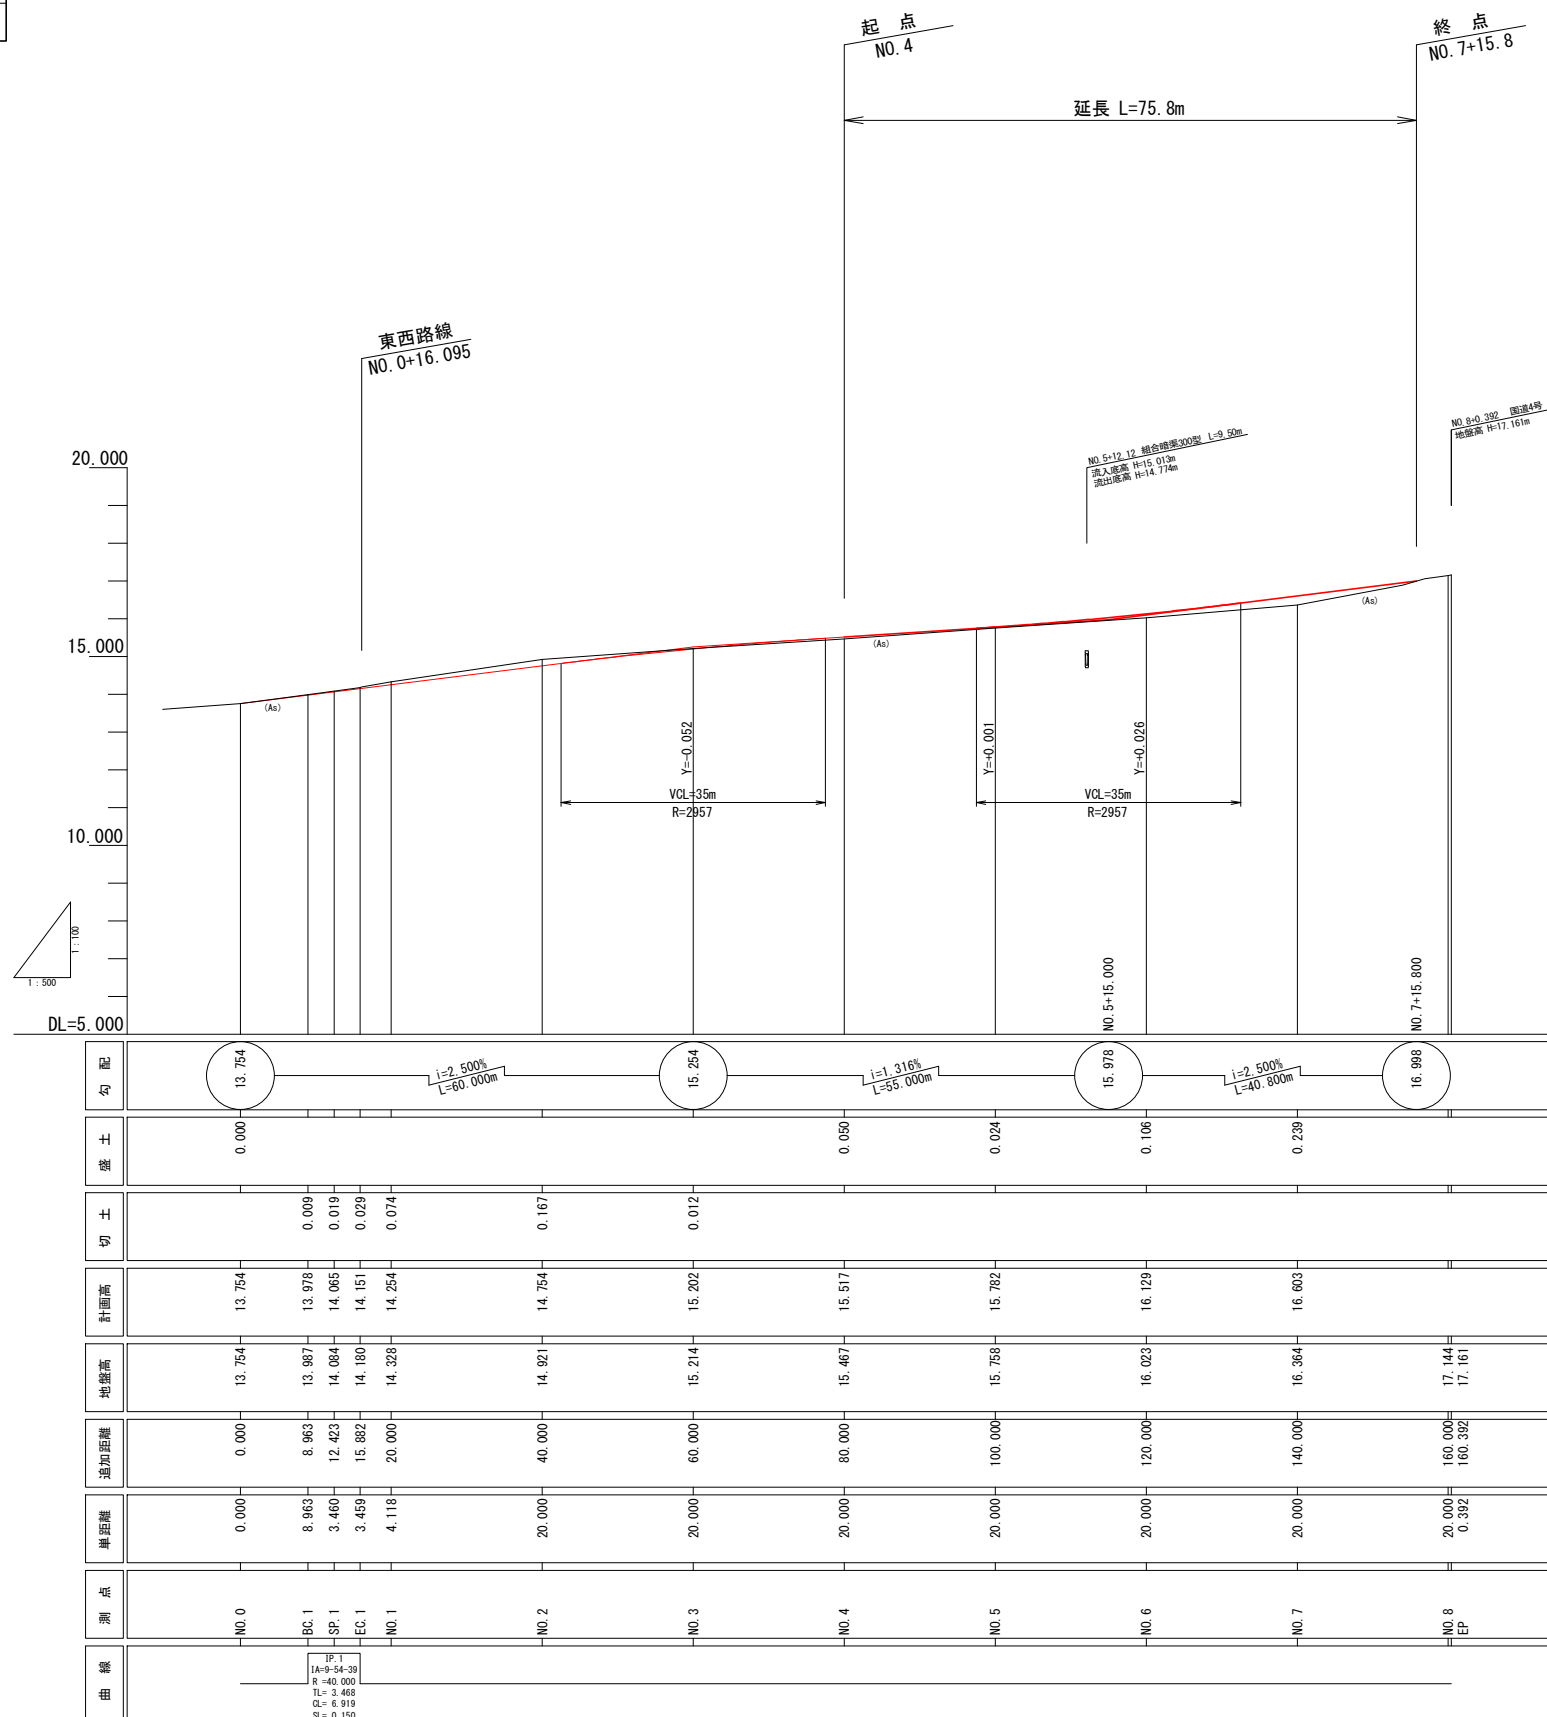 起 点
NO.4
終 点
NO.7+15.8
延長 L=75.8m
東西路線
NO.0+16.095
NO.8+0.392 国道4号
地盤高 H=17.161m
NO.5+12.12 組合暗渠300型 L=9.50m
流入底高 H=15.013m
流出底高 H=14.774m
20.000
15.000
10.000
DL=5.000
1:100
1:500
(As)
(As)
(As)
Y=-0.052
Y=+0.001
Y=+0.026
VCL=35m
R=2957
VCL=35m
R=2957
NO.5+15.000
NO.7+15.800
勾 配
13.754
i=2.500%
L=60.000m
15.254
i=1.316%
L=55.000m
15.978
i=2.500%
L=40.800m
16.998
盛 土
0.000 0.050 0.024 0.106 0.239
切 土
0.009 0.019 0.029 0.074 0.167 0.012
計画高
13.754 13.978 14.065 14.151 14.254 14.754 15.202 15.517 15.782 16.129 16.603
地盤高
13.754 13.987 14.084 14.180 14.328 14.921 15.214 15.467 15.758 16.023 16.364 17.144 17.161
追加距離
0.000 8.963 12.423 15.882 20.000 40.000 60.000 80.000 100.000 120.000 140.000 160.000 160.392
単距離
0.000 8.963 3.460 3.459 4.118 20.000 20.000 20.000 20.000 20.000 20.000 20.000 0.392
測 点
NO.0 BC.1 SP.1 EC.1 NO.1 NO.2 NO.3 NO.4 NO.5 NO.6 NO.7 NO.8 EP
曲 線
IP.1
IA=9-54-39
R =40.000
TL= 3.468
CL= 6.919
SL= 0.150